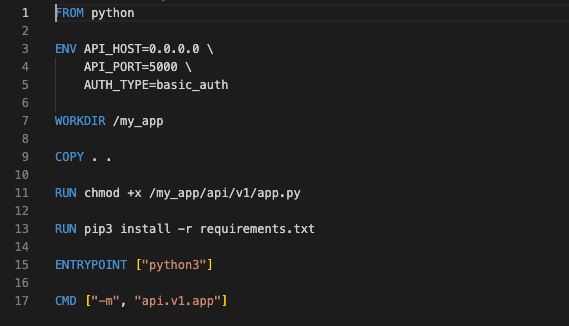 1 FROM python
2
3 ENV API_HOST=0.0.0.0 \
4     API_PORT=5000 \
5     AUTH_TYPE=basic_auth
6
7 WORKDIR /my_app
8
9 COPY . .
10
11 RUN chmod +x /my_app/api/v1/app.py
12
13 RUN pip3 install -r requirements.txt
14
15 ENTRYPOINT ["python3"]
16
17 CMD ["-m", "api.v1.app"]